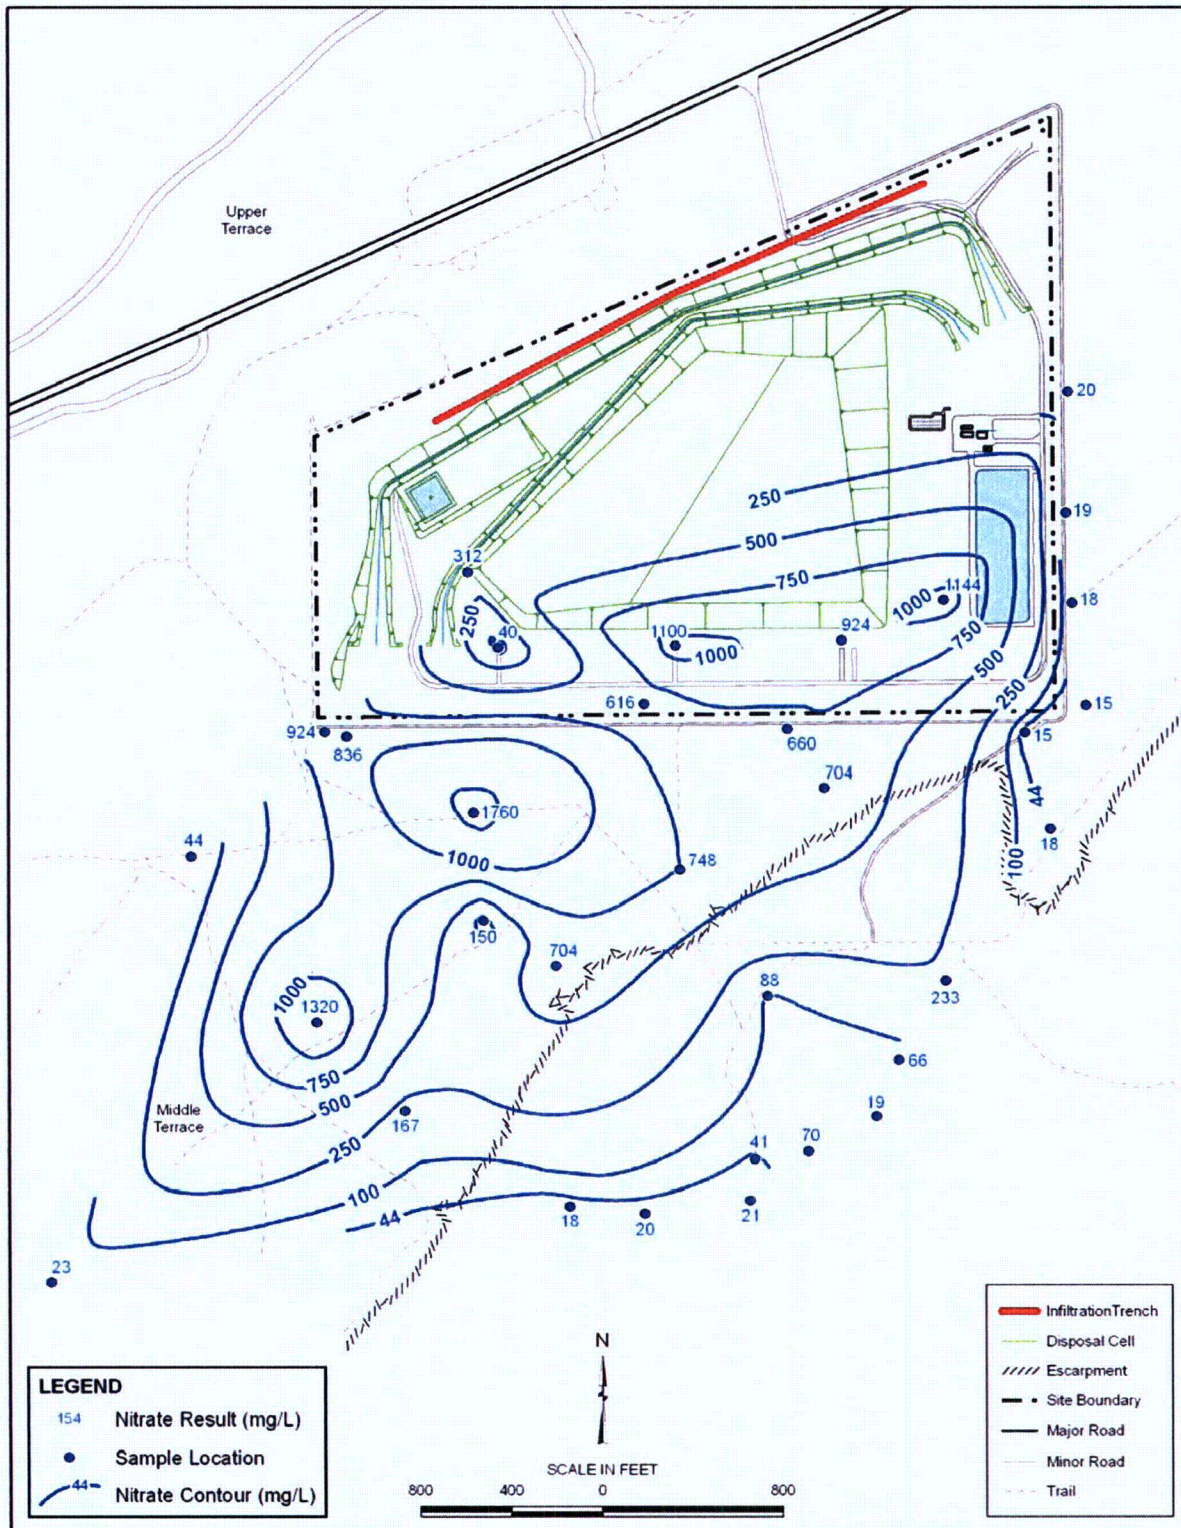 Upper
Terrace
20
250
19
500
312
750
1144
18
1000
250
40
1100
924
1000
750
500
250
616
15
924
836
660
15
704
1760
44
44
18
1000
748
100
150
704
1000
88
233
1320
66
750
500
Middle
Terrace
167
19
250
41
70
100
44
18
20
21
23
N
SCALE IN FEET
800 400 0 800
LEGEND
154 Nitrate Result (mg/L)
Sample Location
44 Nitrate Contour (mg/L)
Infiltration Trench
Disposal Cell
Escarpment
Site Boundary
Major Road
Minor Road
Trail